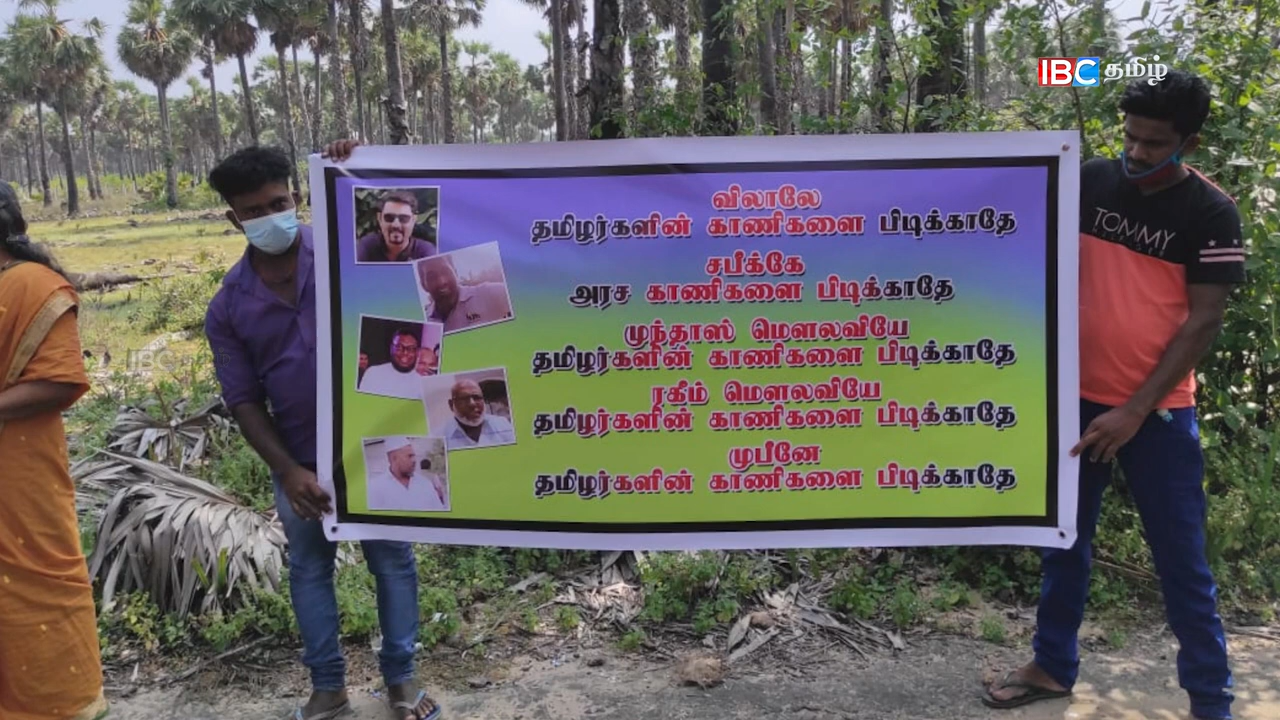 IBC தமிழ்
விலாலே
தமிழர்களின் காணிகளை பிடிக்காதே
சபீக்கே
அரச காணிகளை பிடிக்காதே
முந்தாஸ் மௌலவியே
தமிழர்களின் காணிகளை பிடிக்காதே
ரகீம் மௌலவியே
தமிழர்களின் காணிகளை பிடிக்காதே
முபீனே
தமிழர்களின் காணிகளை பிடிக்காதே
TOMMY
IBC